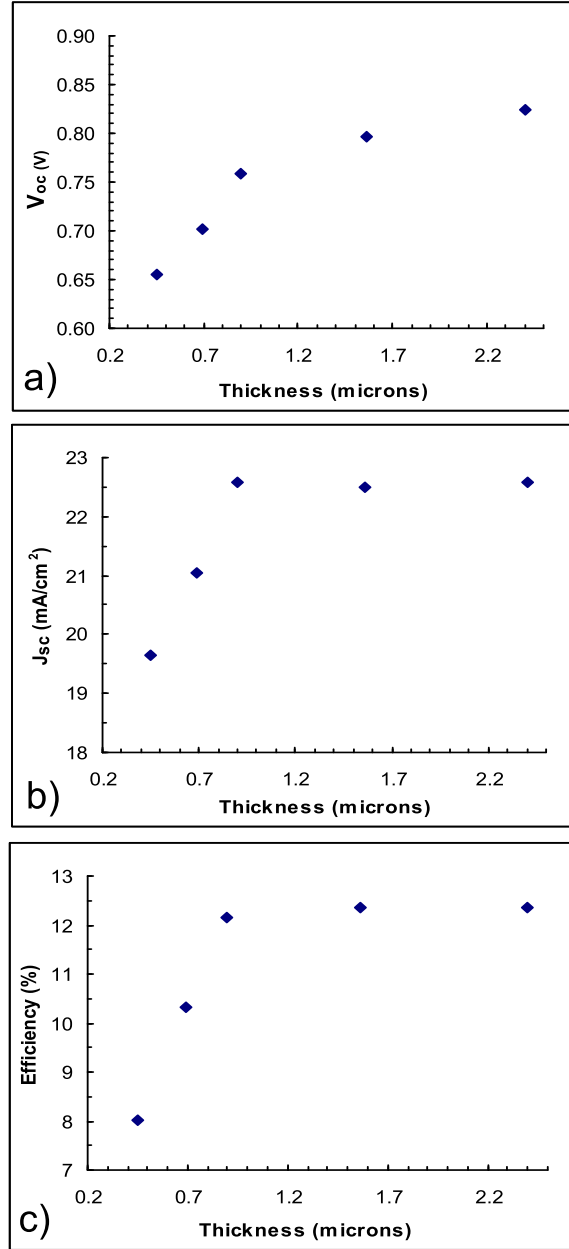 0.90
0.85
0.80
0.75
0.70
0.65
0.60
Voc (V)
0.2 0.7 1.2 1.7 2.2
Thickness (microns)
a)
23
22
21
20
19
18
Jsc (mA/cm²)
0.2 0.7 1.2 1.7 2.2
Thickness (microns)
b)
13
12
11
10
9
8
7
Efficiency (%)
0.2 0.7 1.2 1.7 2.2
Thickness (microns)
c)